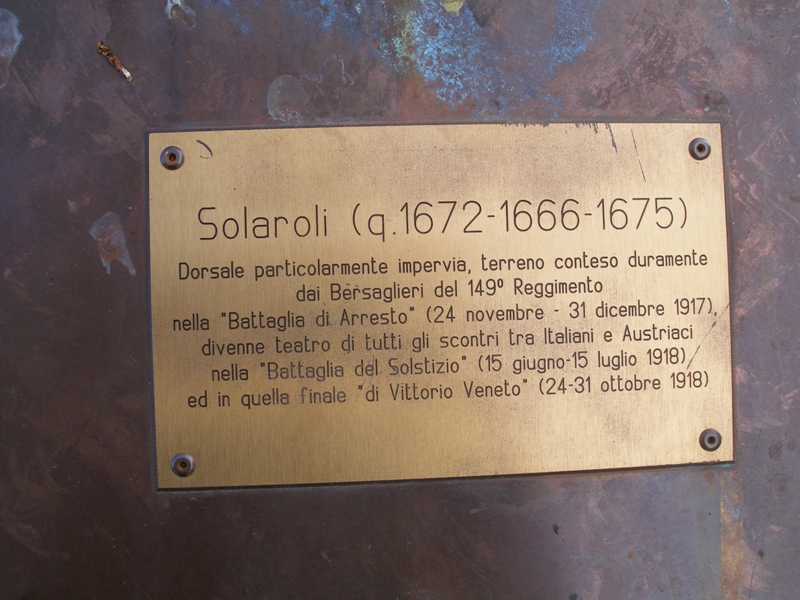 Solaroli (q.1672-1666-1675)
Dorsale particolarmente impervia, terreno conteso duramente
dai Bersaglieri del 149º Reggimento
nella "Battaglia di Arresto" (24 novembre - 31 dicembre 1917),
divenne teatro di tutti gli scontri tra Italiani e Austriaci
nella "Battaglia del Solstizio" (15 giugno-15 luglio 1918),
ed in quella finale "di Vittorio Veneto" (24-31 ottobre 1918)